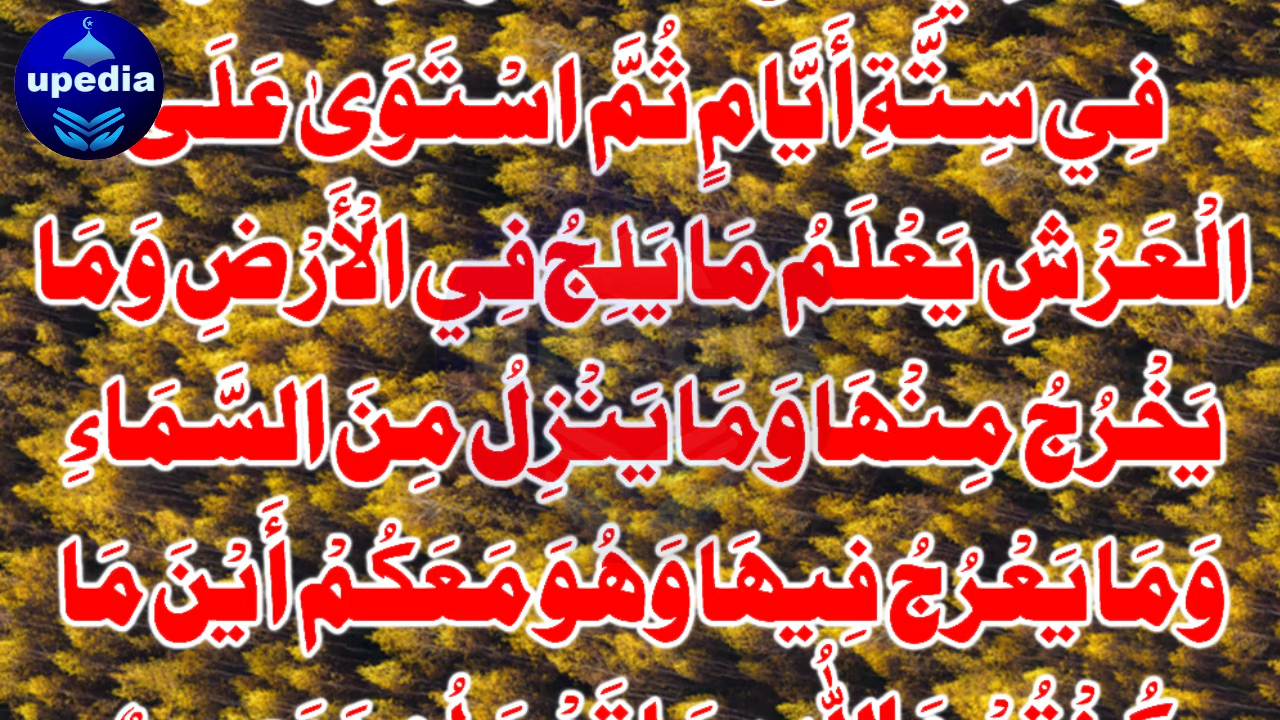 upedia
فِي سِتَّةِ أَيَّامٍ ثُمَّ اسْتَوَىٰ عَلَى
الْعَرْشِ يَعْلَمُ مَا يَلِجُ فِي الْأَرْضِ وَمَا
يَخْرُجُ مِنْهَا وَمَا يَنْزِلُ مِنَ السَّمَاءِ
وَمَا يَعْرُجُ فِيهَا وَهُوَ مَعَكُمْ أَيْنَ مَا